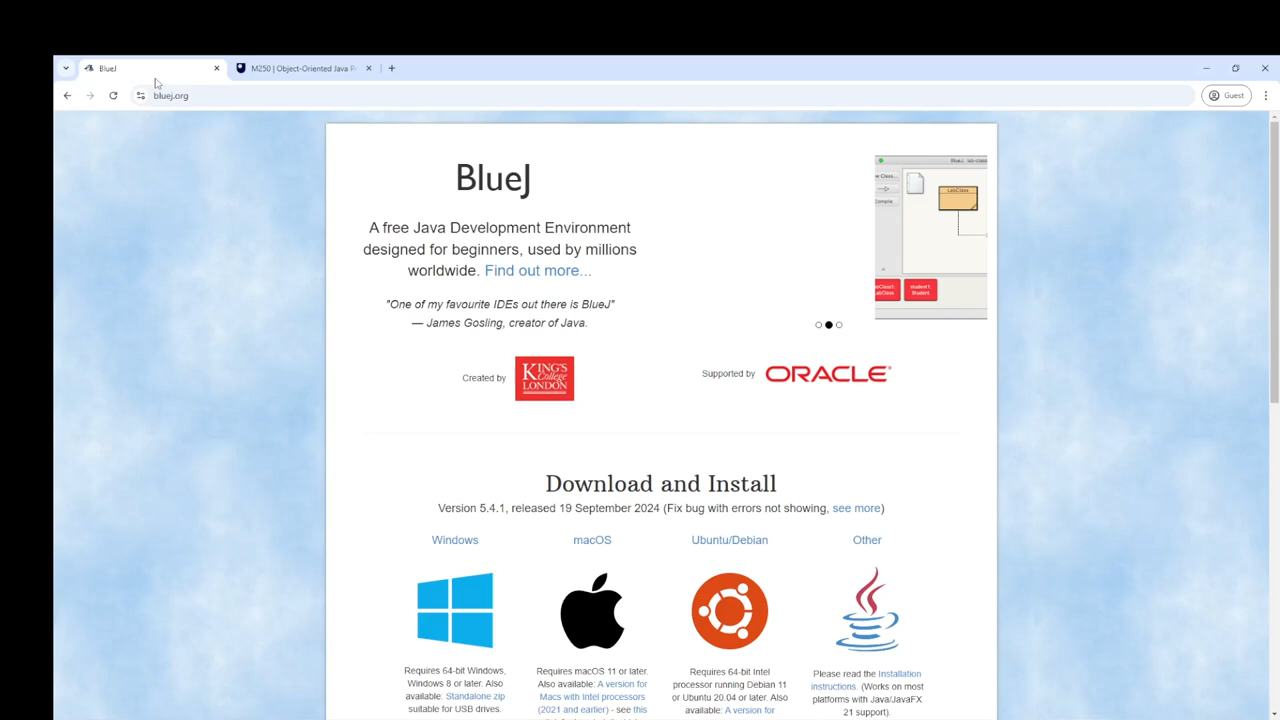 BlueJ
M250 | Object-Oriented Java P
bluej.org
Guest
BlueJ
A free Java Development Environment
designed for beginners, used by millions
worldwide. Find out more...
"One of my favourite IDEs out there is BlueJ"
— James Gosling, creator of Java.
Created by
KING'S
College
LONDON
Supported by
ORACLE
Compile
LabClass
student1:
Student
Download and Install
Version 5.4.1, released 19 September 2024 (Fix bug with errors not showing, see more)
Windows
macOS
Ubuntu/Debian
Other
Requires 64-bit Windows,
Windows 8 or later. Also
available: Standalone zip
suitable for USB drives.
Requires macOS 11 or later.
Also available: A version for
Macs with Intel processors
(2021 and earlier) - see this
Requires 64-bit Intel
processor running Debian 11
or Ubuntu 20.04 or later. Also
available: A version for
Please read the Installation
instructions. (Works on most
platforms with Java/JavaFX
21 support).